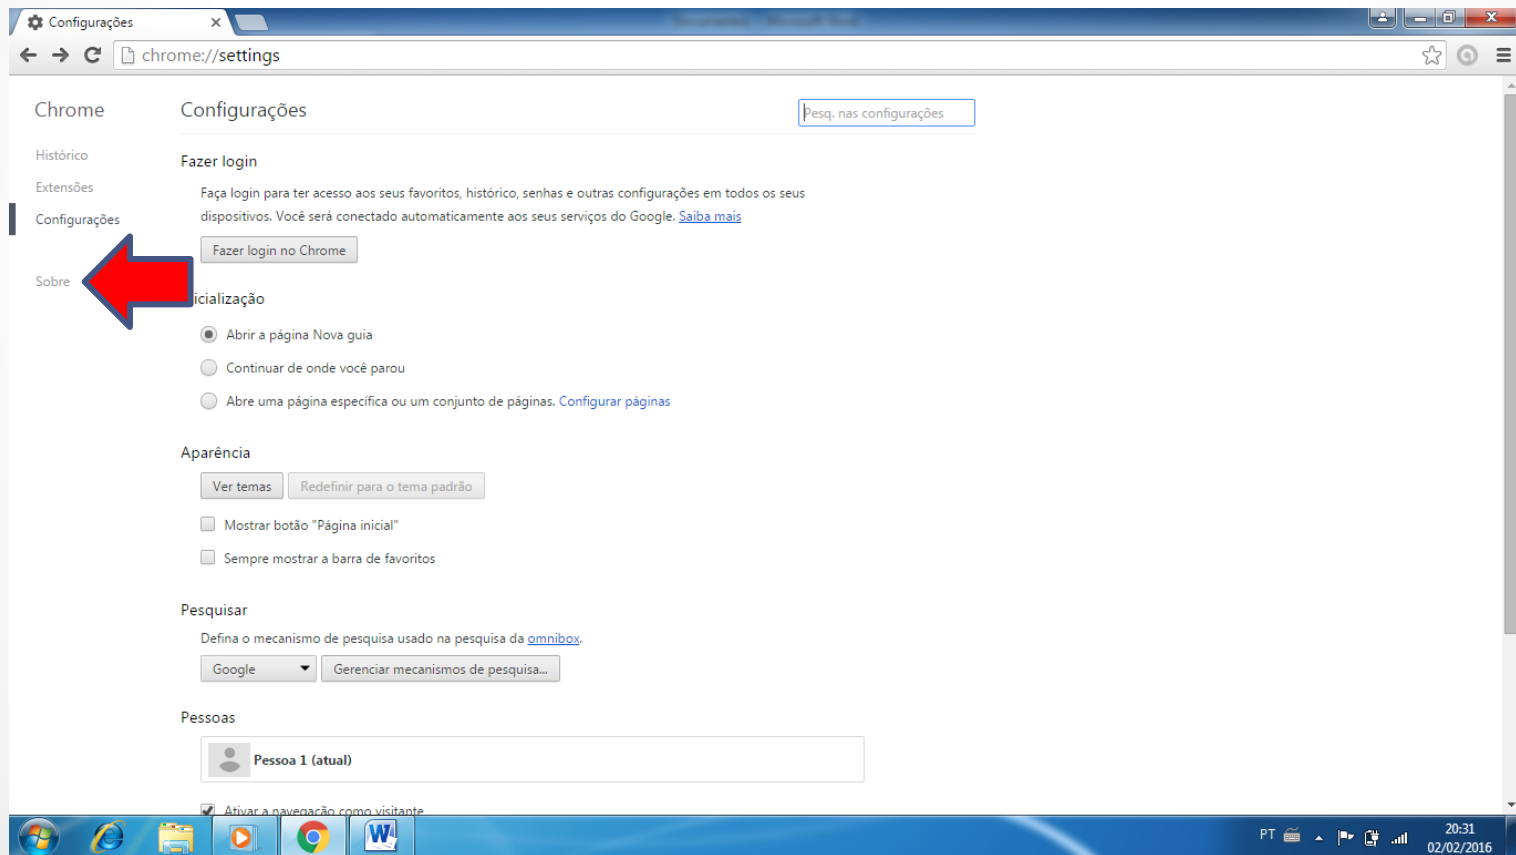 Configurações
Documento1 - Microsoft Word
chrome://settings
Chrome
Histórico
Extensões
Configurações
Sobre
Configurações
Pesq. nas configurações
Fazer login
Faça login para ter acesso aos seus favoritos, histórico, senhas e outras configurações em todos os seus
dispositivos. Você será conectado automaticamente aos seus serviços do Google. Saiba mais
Fazer login no Chrome
icialização
Abrir a página Nova guia
Continuar de onde você parou
Abre uma página específica ou um conjunto de páginas. Configurar páginas
Aparência
Ver temas
Redefinir para o tema padrão
Mostrar botão "Página inicial"
Sempre mostrar a barra de favoritos
Pesquisar
Defina o mecanismo de pesquisa usado na pesquisa da omnibox.
Google
Gerenciar mecanismos de pesquisa...
Pessoas
Pessoa 1 (atual)
Ativar a navegação como visitante
PT
20:31
02/02/2016